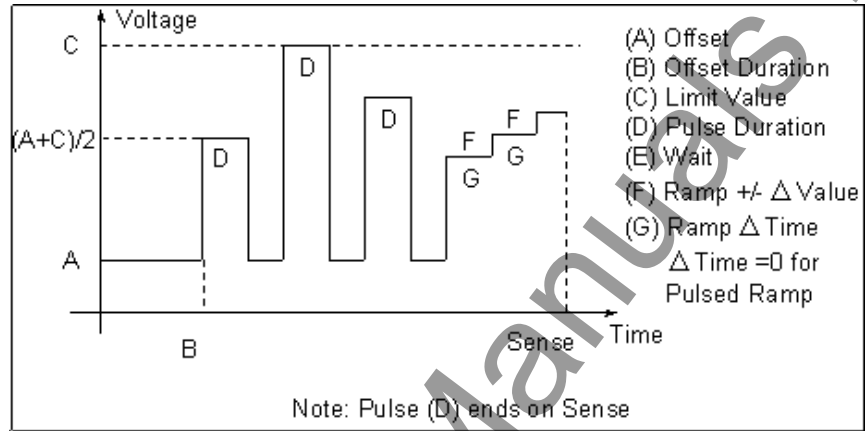 Voltage
C
D
D
(A+C)/2
D
F
F
G
G
A
B
Sense
Time
(A) Offset
(B) Offset Duration
(C) Limit Value
(D) Pulse Duration
(E) Wait
(F) Ramp +/- △ Value
(G) Ramp △ Time
△ Time =0 for
Pulsed Ramp
Note: Pulse (D) ends on Sense
Manuals